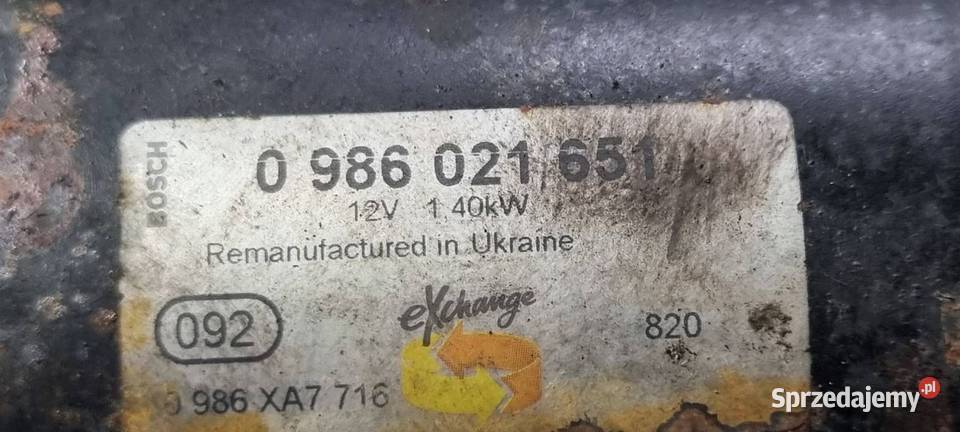 BOSCH
0 986 021 651
12V 1.40kW
Remanufactured in Ukraine
092
eXchange
820
0 986 XA7 716
Sprzedajemy.pl